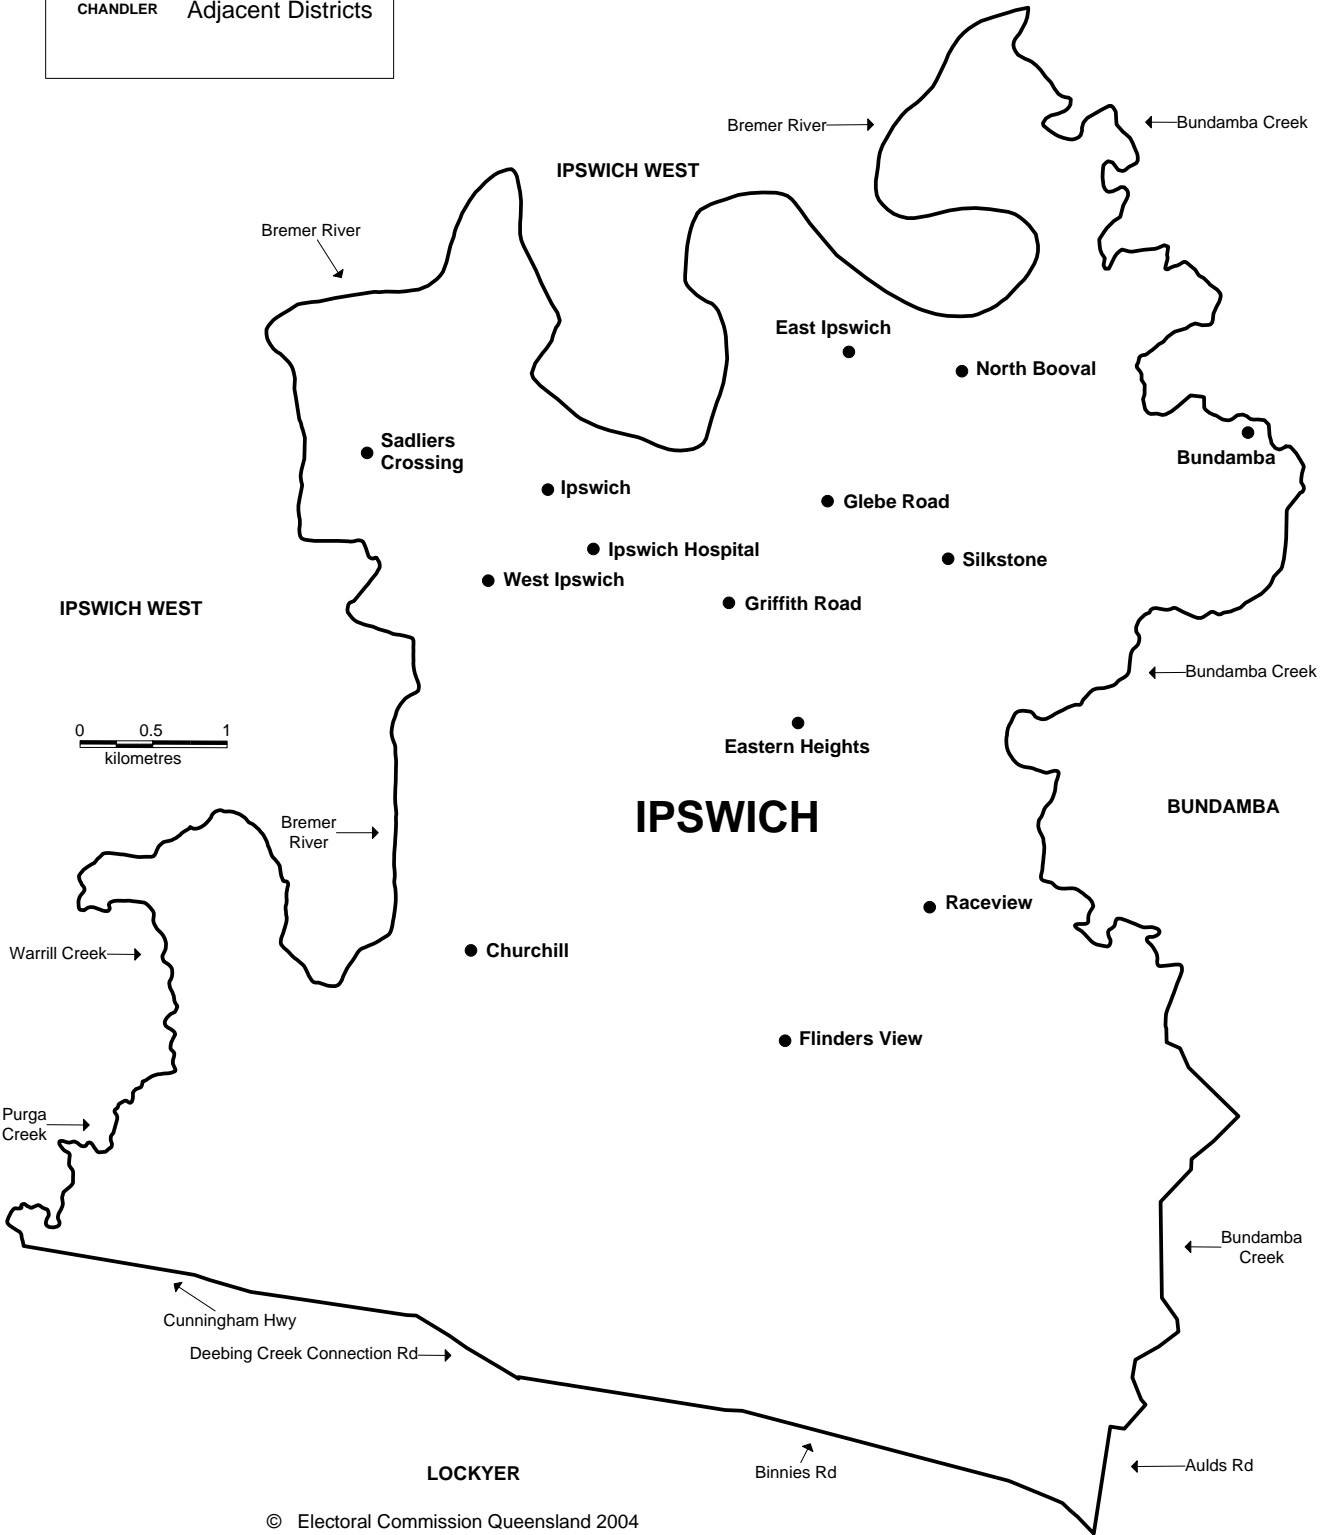 CHANDLER Adjacent Districts
Bremer River
Bundamba Creek
IPSWICH WEST
Bremer River
East Ipswich
North Booval
Sadliers
Crossing
Bundamba
Ipswich
Glebe Road
Ipswich Hospital
Silkstone
West Ipswich
Griffith Road
IPSWICH WEST
Bundamba Creek
0 0.5 1
kilometres
Eastern Heights
IPSWICH
BUNDAMBA
Bremer
River
Raceview
Warrill Creek
Churchill
Flinders View
Purga
Creek
Bundamba
Creek
Cunningham Hwy
Deebing Creek Connection Rd
Binnies Rd
Aulds Rd
LOCKYER
© Electoral Commission Queensland 2004